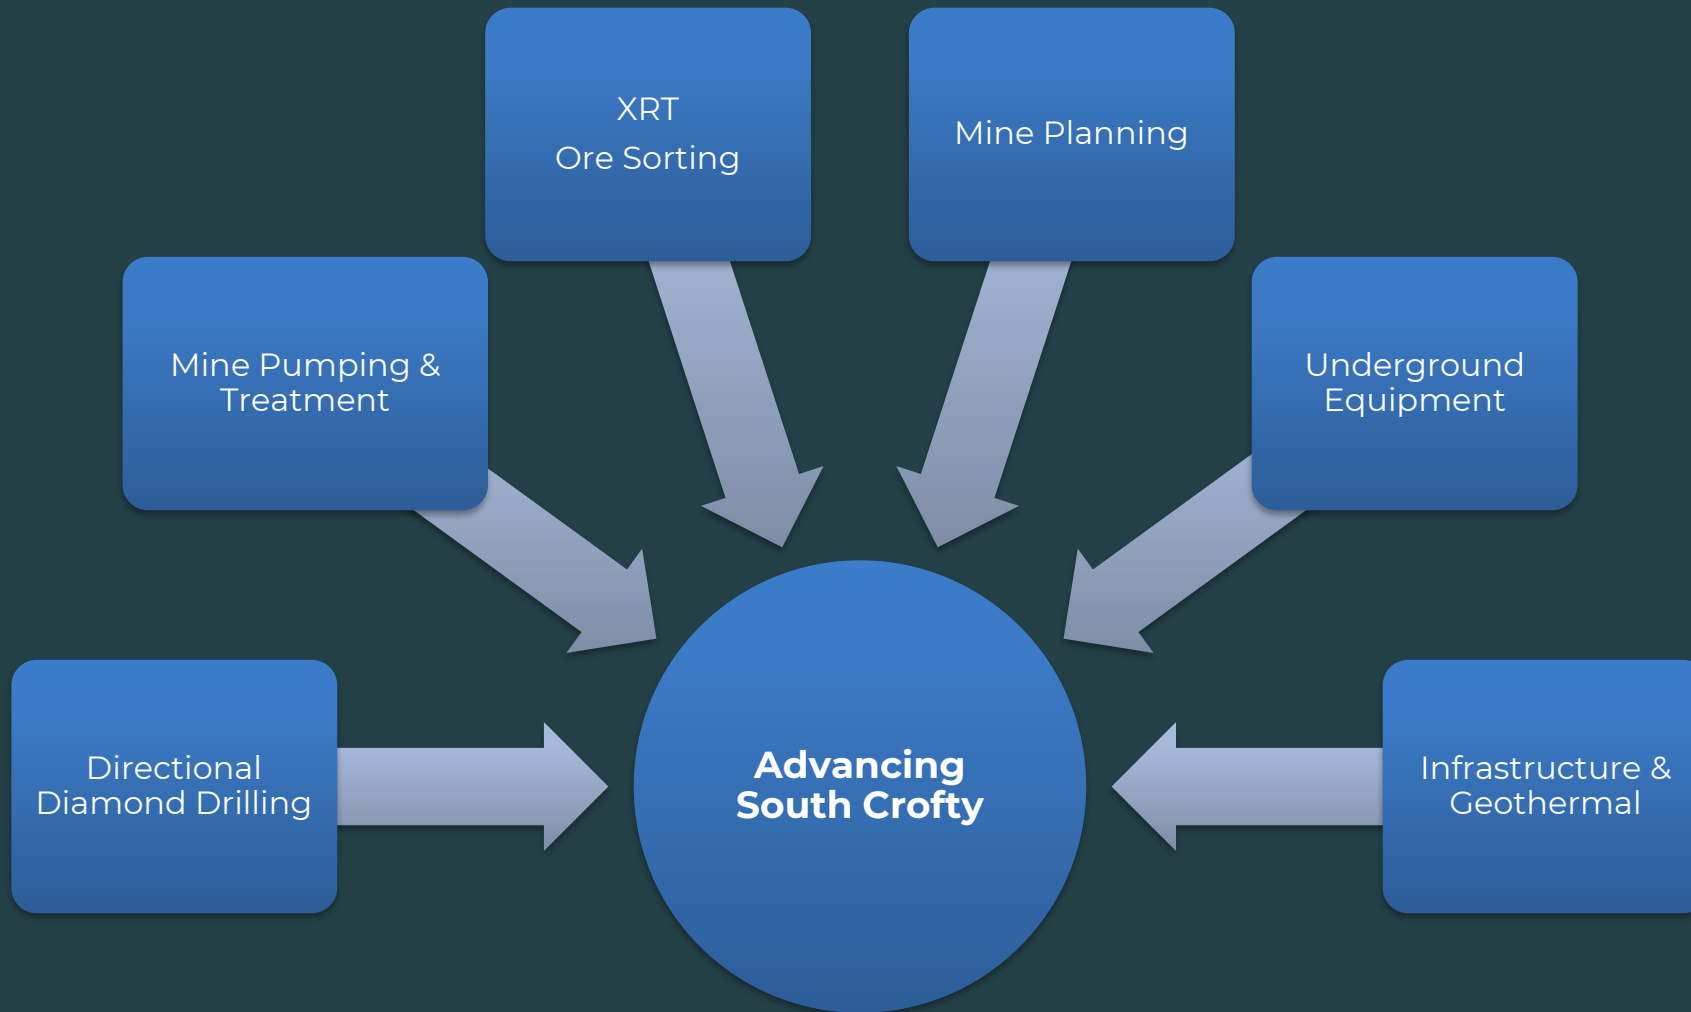 XRT
Ore Sorting
Mine Planning
Mine Pumping &
Treatment
Underground
Equipment
Directional
Diamond Drilling
Advancing
South Crofty
Infrastructure &
Geothermal